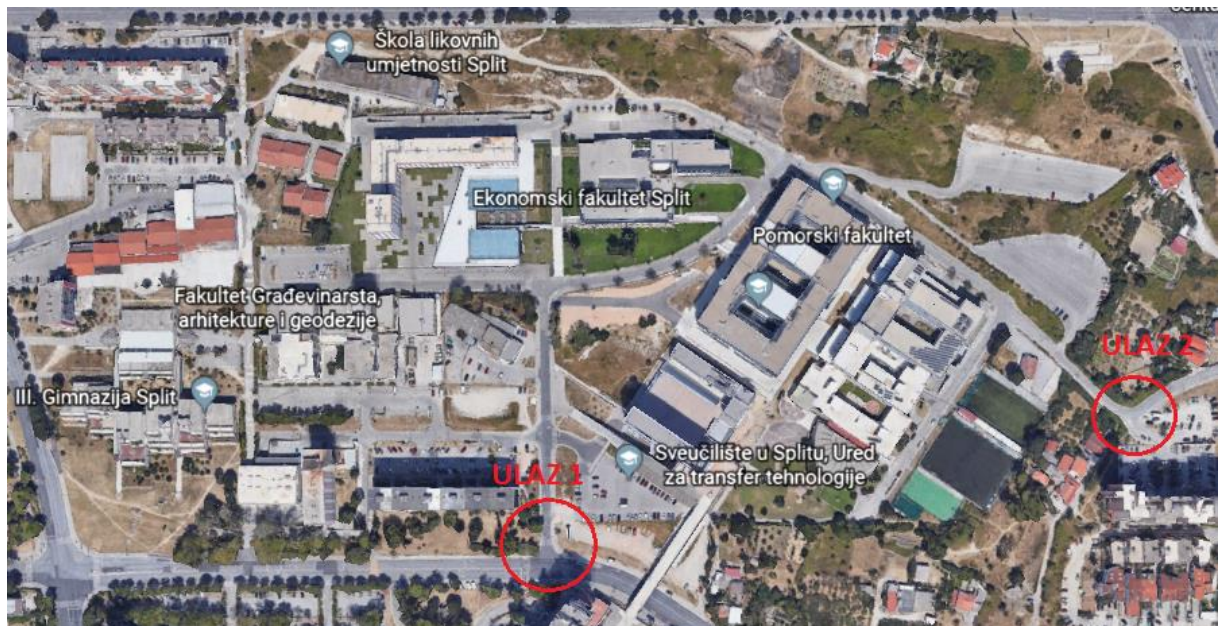 Škola likovnih
umjetnosti Split
Ekonomski fakultet Split
Pomorski fakultet
Fakultet Građevinarsta,
arhitekture i geodezije
III. Gimnazija Split
ULAZ 2
Sveučilište u Splitu, Ured
za transfer tehnologije
ULAZ 1